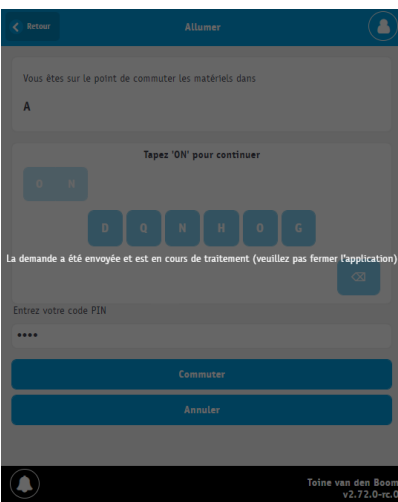 Retour
Allumer
Vous êtes sur le point de commuter les matériels dans
A
Tapez 'ON' pour continuer
O N
D Q N H O G
La demande a été envoyée et est en cours de traitement (veuillez pas fermer l'application)
Entrez votre code PIN
••••
Commuter
Annuler
Toine van den Boom
v2.72.0-rc.0